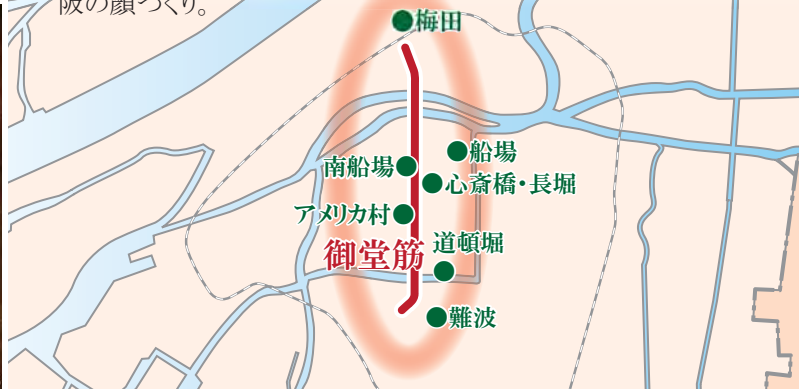 阪の顔づくり。
梅田
船場
南船場
心斎橋・長堀
アメリカ村
道頓堀
御堂筋
難波